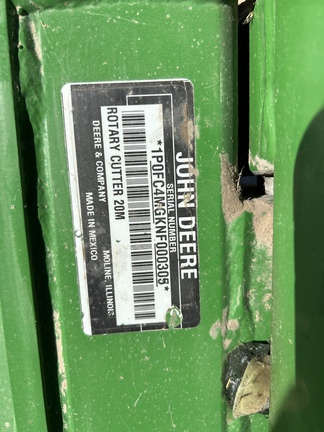 JOHN DEERE
SERIAL NUMBER
*1P0FC4MGKNF000305*
ROTARY CUTTER 20M
DEERE & COMPANY MOLINE, ILLINOIS
MADE IN MEXICO